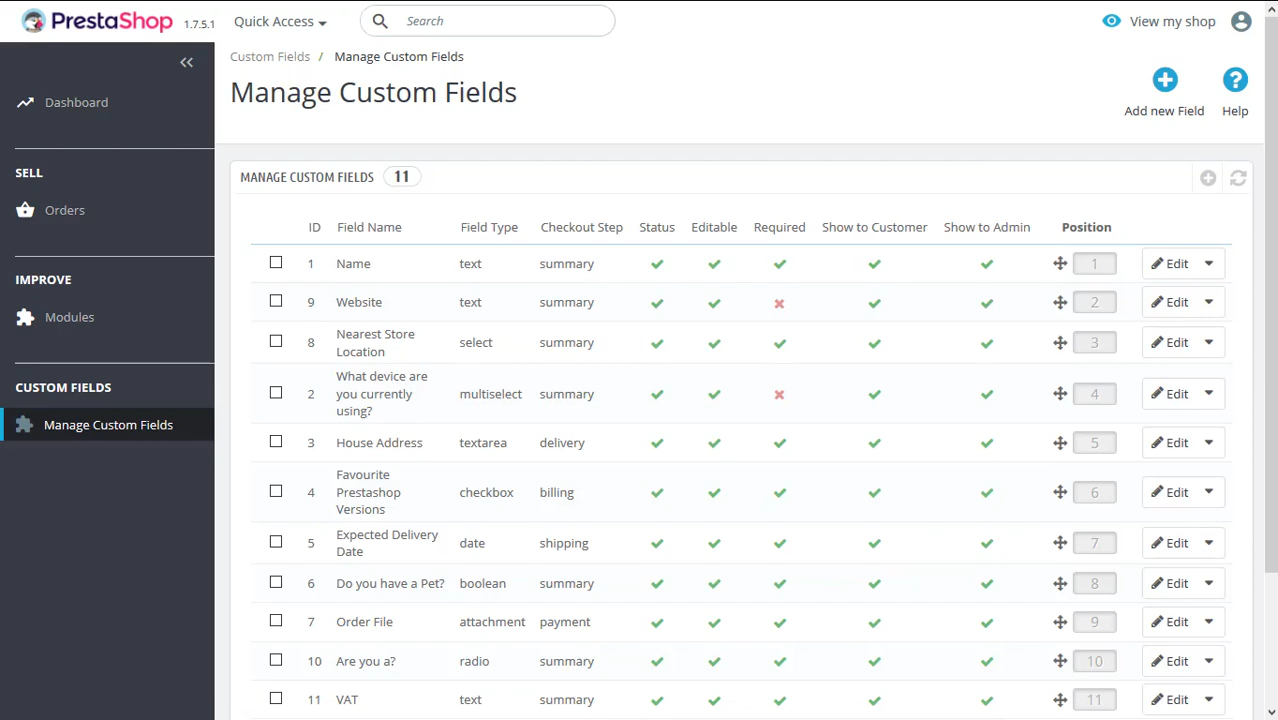 PrestaShop 1.7.5.1 Quick Access Search View my shop
Custom Fields / Manage Custom Fields
Manage Custom Fields
Add new Field Help
Dashboard
SELL
Orders
IMPROVE
Modules
CUSTOM FIELDS
Manage Custom Fields
MANAGE CUSTOM FIELDS 11
ID Field Name Field Type Checkout Step Status Editable Required Show to Customer Show to Admin Position
1 Name text summary 1 Edit
9 Website text summary 2 Edit
8 Nearest Store
Location select summary 3 Edit
2 What device are
you currently
using? multiselect summary 4 Edit
3 House Address textarea delivery 5 Edit
4 Favourite
Prestashop
Versions checkbox billing 6 Edit
5 Expected Delivery
Date date shipping 7 Edit
6 Do you have a Pet? boolean summary 8 Edit
7 Order File attachment payment 9 Edit
10 Are you a? radio summary 10 Edit
11 VAT text summary 11 Edit